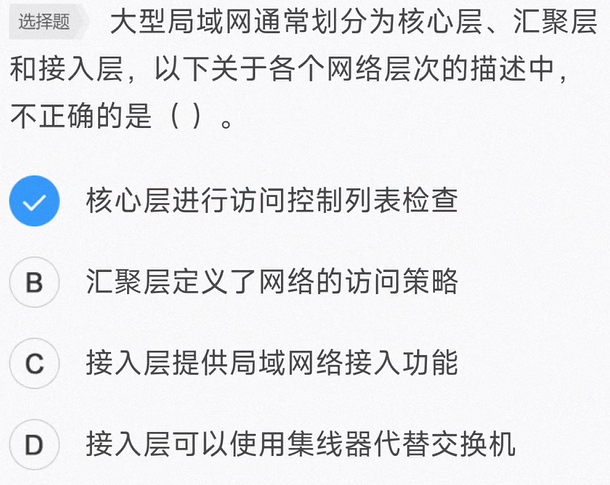 选择题 大型局域网通常划分为核心层、汇聚层
和接入层，以下关于各个网络层次的描述中，
不正确的是（ ）。
核心层进行访问控制列表检查
B 汇聚层定义了网络的访问策略
C 接入层提供局域网络接入功能
D 接入层可以使用集线器代替交换机